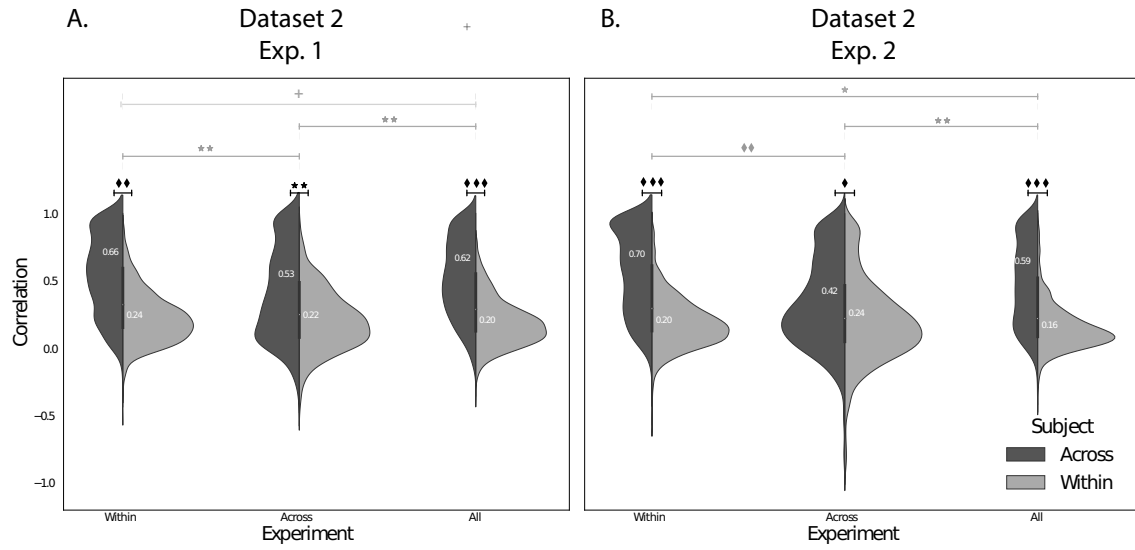 A.
Dataset 2
Exp. 1
+
+
★★
★★
♦♦
★★
♦♦♦
1.0
0.5
0.0
−0.5
−1.0
Correlation
0.66
0.24
0.53
0.22
0.62
0.20
Within
Across
All
Experiment
B.
Dataset 2
Exp. 2
★
★★
♦♦
♦♦♦
♦
♦♦♦
0.70
0.20
0.42
0.24
0.59
0.16
Subject
Across
Within
Within
Across
All
Experiment